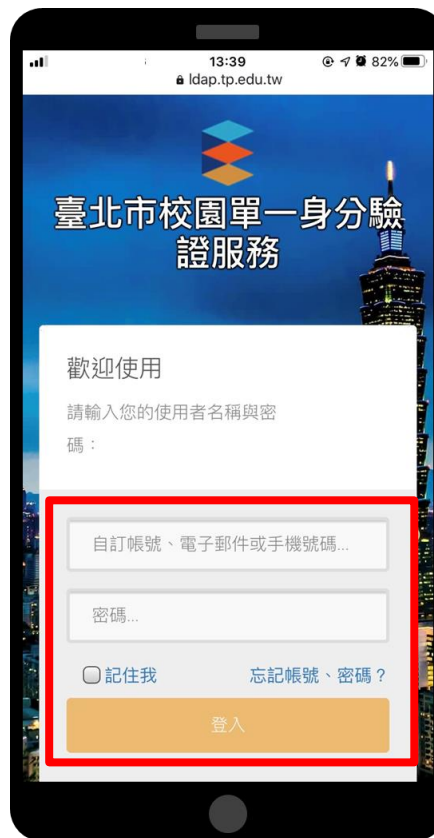 13:39
82%
ldap.tp.edu.tw
臺北市校園單一身分驗
證服務
歡迎使用
請輸入您的使用者名稱與密
碼：
自訂帳號、電子郵件或手機號碼...
密碼...
記住我 忘記帳號、密碼？
登入